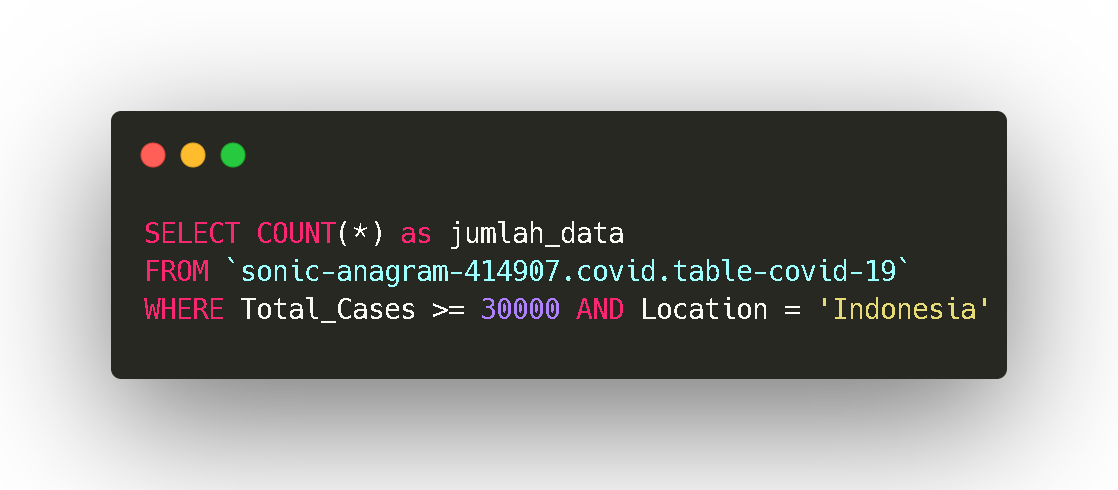 SELECT COUNT(*) as jumlah_data
FROM `sonic-anagram-414907.covid.table-covid-19`
WHERE Total_Cases >= 30000 AND Location = 'Indonesia'